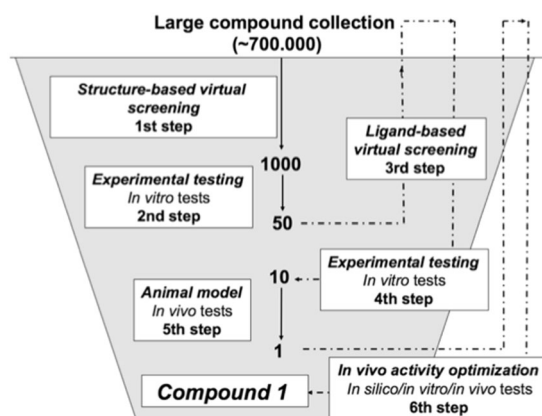 Large compound collection
(~700.000)
Structure-based virtual
screening
1st step
Ligand-based
virtual screening
3rd step
1000
Experimental testing
In vitro tests
2nd step
50
Experimental testing
In vitro tests
4th step
10
Animal model
In vivo tests
5th step
1
In vivo activity optimization
In silico/in vitro/in vivo tests
6th step
Compound 1